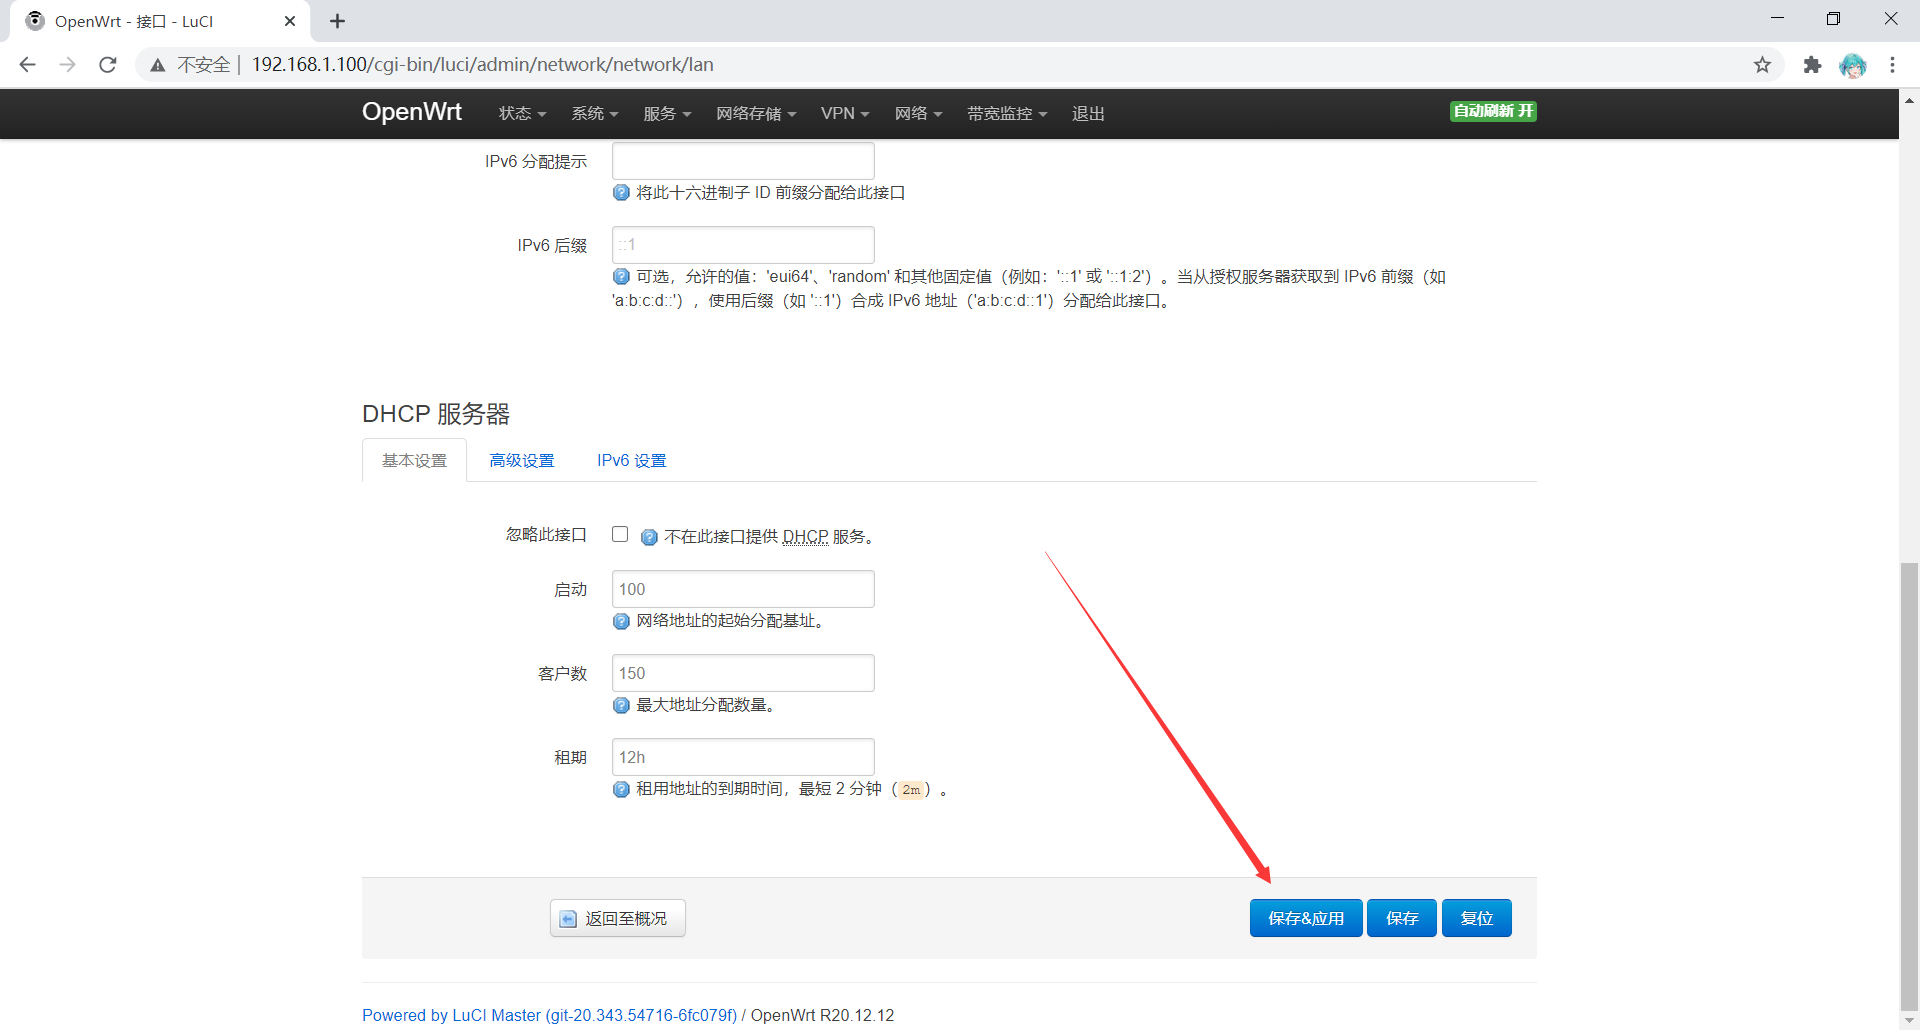 OpenWrt - 接口 - LuCI
不安全 | 192.168.1.100/cgi-bin/luci/admin/network/network/lan
OpenWrt 状态 系统 服务 网络存储 VPN 网络 带宽监控 退出 自动刷新 开
IPv6 分配提示
将此十六进制子 ID 前缀分配给此接口
IPv6 后缀 ::1
可选，允许的值：'eui64'、'random' 和其他固定值（例如：'::1' 或 '::1:2'）。当从授权服务器获取到 IPv6 前缀（如
'a:b:c:d::'），使用后缀（如 '::1'）合成 IPv6 地址（'a:b:c:d::1'）分配给此接口。
DHCP 服务器
基本设置 高级设置 IPv6 设置
忽略此接口 不在此接口提供 DHCP 服务。
启动 100
网络地址的起始分配基址。
客户数 150
最大地址分配数量。
租期 12h
租用地址的到期时间，最短 2 分钟（2m）。
返回至概况 保存&应用 保存 复位
Powered by LuCI Master (git-20.343.54716-6fc079f) / OpenWrt R20.12.12